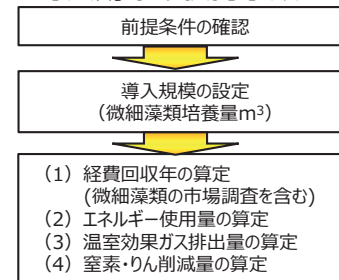 前提条件の確認
導入規模の設定
(微細藻類培養量m³)
(1) 経費回収年の算定
(微細藻類の市場調査を含む)
(2) エネルギー使用量の算定
(3) 温室効果ガス排出量の算定
(4) 窒素・りん削減量の算定